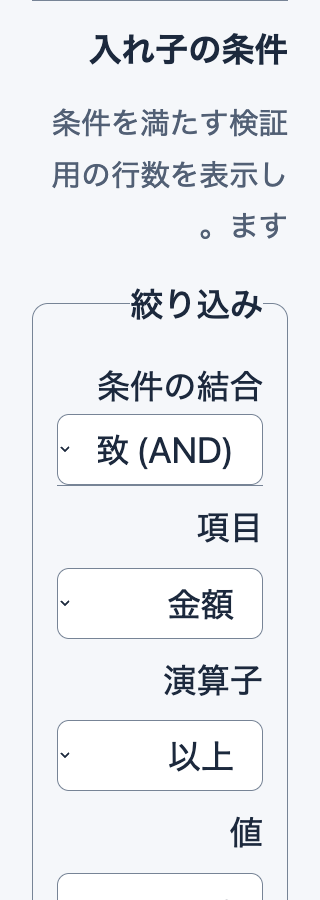 入れ子の条件
条件を満たす検証
用の行数を表示し
ます。
絞り込み
条件の結合
致 (AND)
項目
金額
演算子
以上
値